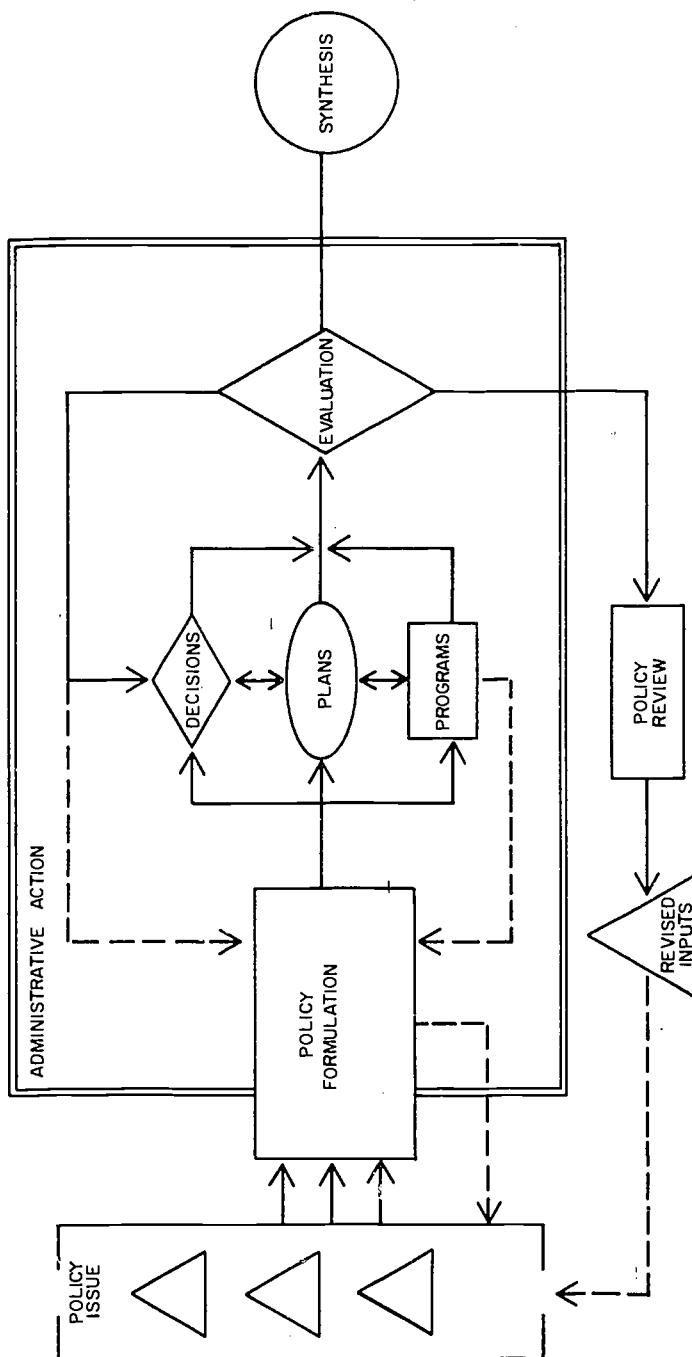 POLICY
ISSUE
ADMINISTRATIVE ACTION
POLICY
FORMULATION
DECISIONS
PLANS
PROGRAMS
EVALUATION
SYNTHESIS
POLICY
REVIEW
REVISED
INPUTS